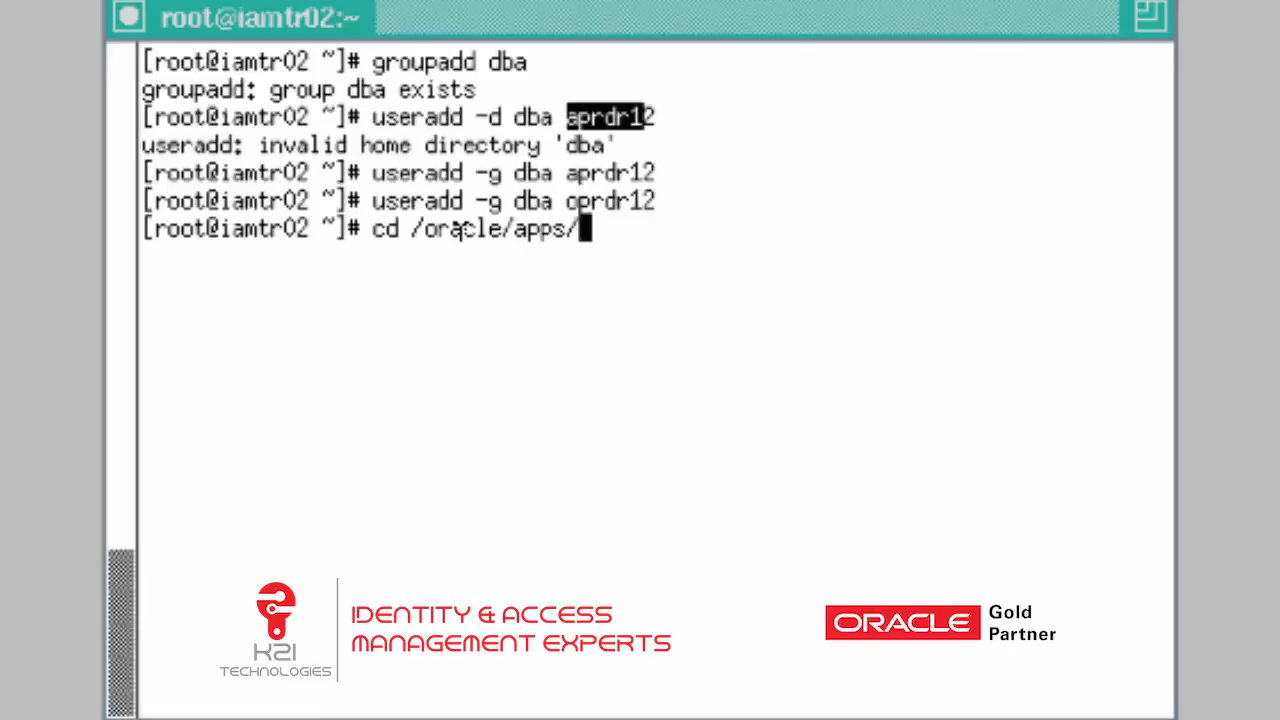 root@iamtr02:~
[root@iamtr02 ~]# groupadd dba
groupadd: group dba exists
[root@iamtr02 ~]# useradd -d dba aprdr12
useradd: invalid home directory 'dba'
[root@iamtr02 ~]# useradd -g dba aprdr12
[root@iamtr02 ~]# useradd -g dba oprdr12
[root@iamtr02 ~]# cd /oracle/apps/
K21
TECHNOLOGIES
IDENTITY & ACCESS
MANAGEMENT EXPERTS
ORACLE
Gold
Partner